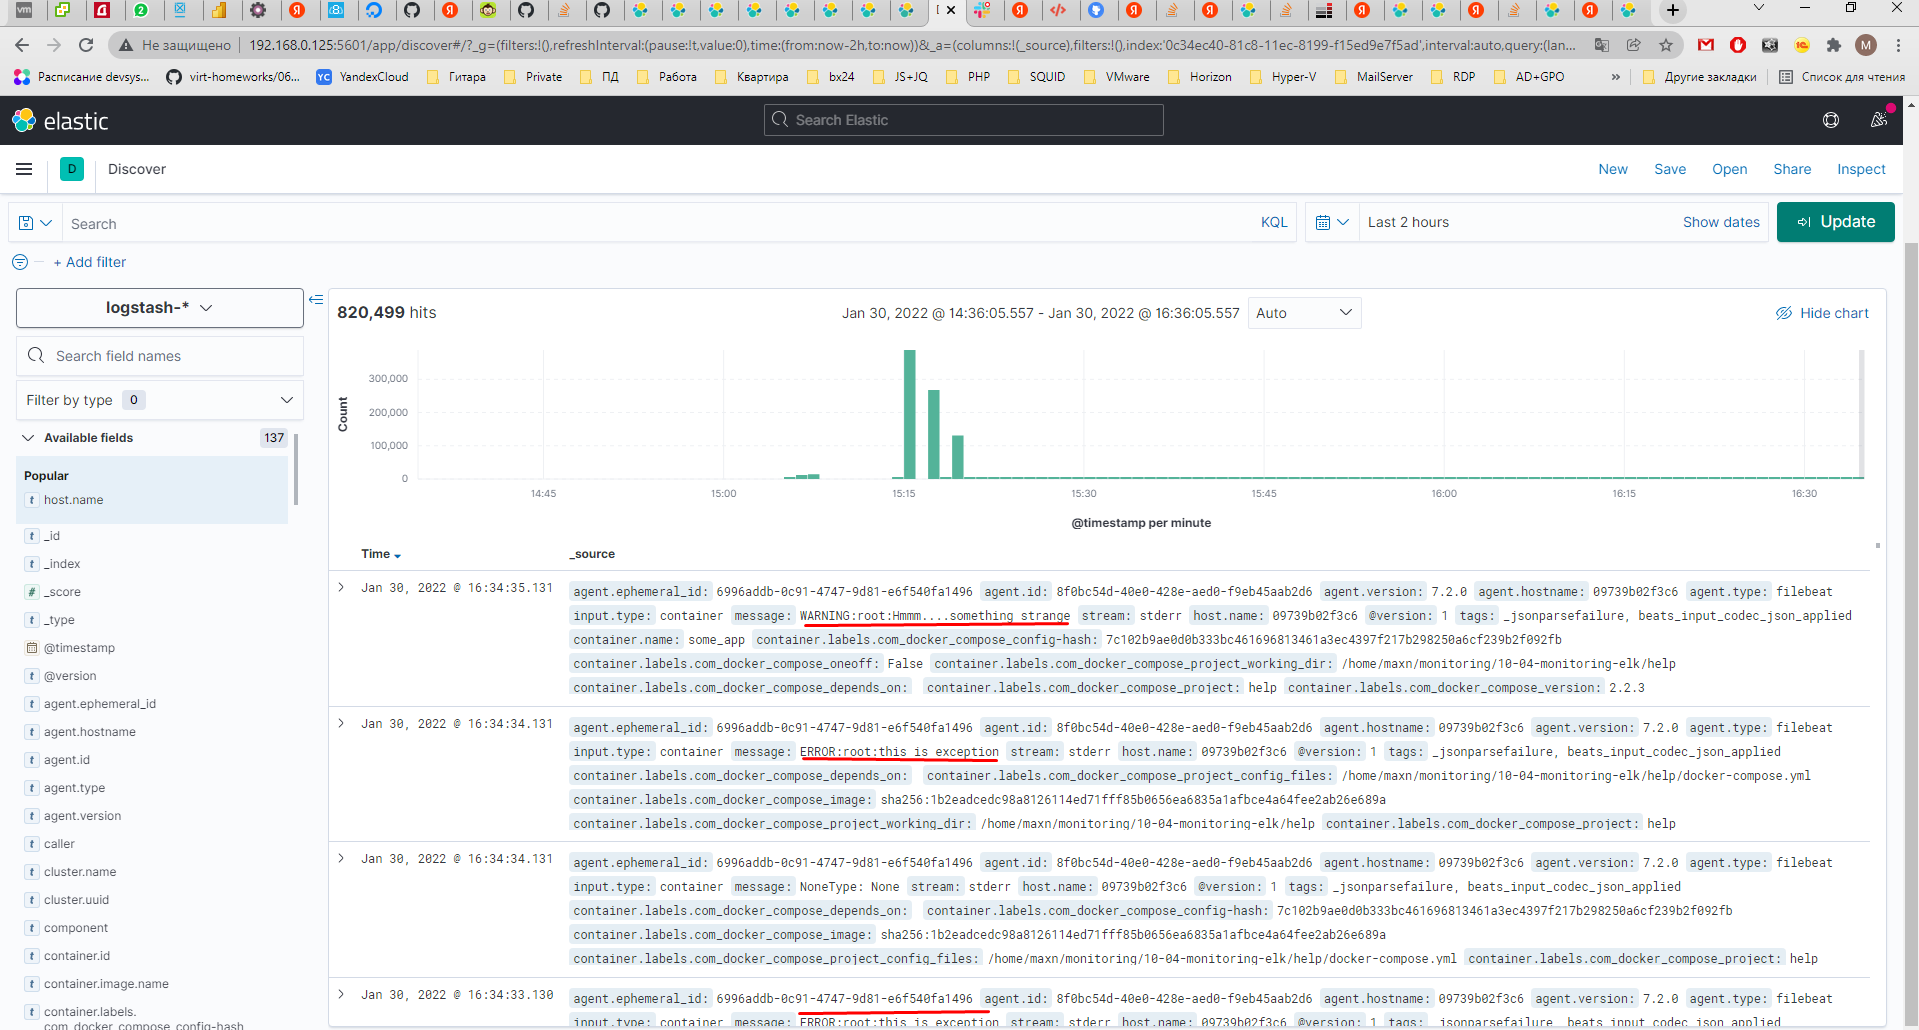 Не защищено 192.168.0.125:5601/app/discover#/?_g=(filters:!(),refreshInterval:(pause:!t,value:0),time:(from:now-2h,to:now))&_a=(columns:!(_source),filters:!(),index:'0c34ec40-81c8-11ec-8199-f15ed9e7f5ad',interval:auto,query:(lan...
Расписание devsys... virt-homeworks/06... YandexCloud Гитара Private ПД Работа Квартира bx24 JS+JQ PHP SQUID VMware Horizon Hyper-V MailServer RDP AD+GPO » Другие закладки Список для чтения
elastic Search Elastic
D Discover New Save Open Share Inspect
Search KQL Last 2 hours Show dates Update
+ Add filter
logstash-*
820,499 hits Jan 30, 2022 @ 14:36:05.557 - Jan 30, 2022 @ 16:36:05.557 Auto Hide chart
Search field names
Filter by type 0
Available fields 137
Popular
t host.name
t _id
t _index
# _score
t _type
@timestamp
t @version
t agent.ephemeral_id
t agent.hostname
t agent.id
t agent.type
t agent.version
t caller
t cluster.name
t cluster.uuid
t component
t container.id
t container.image.name
t container.labels.
com_docker_compose_config-hash
Count
300,000
200,000
100,000
0
14:45 15:00 15:15 15:30 15:45 16:00 16:15 16:30
@timestamp per minute
Time _source
Jan 30, 2022 @ 16:34:35.131 agent.ephemeral_id: 6996addb-0c91-4747-9d81-e6f540fa1496 agent.id: 8f0bc54d-40e0-428e-aed0-f9eb45aab2d6 agent.version: 7.2.0 agent.hostname: 09739b02f3c6 agent.type: filebeat
input.type: container message: WARNING:root:Hmmm....something strange stream: stderr host.name: 09739b02f3c6 @version: 1 tags: _jsonparsefailure, beats_input_codec_json_applied
container.name: some_app container.labels.com_docker_compose_config-hash: 7c102b9ae0d0b333bc461696813461a3ec4397f217b298250a6cf239b2f092fb
container.labels.com_docker_compose_oneoff: False container.labels.com_docker_compose_project_working_dir: /home/maxn/monitoring/10-04-monitoring-elk/help
container.labels.com_docker_compose_depends_on: container.labels.com_docker_compose_project: help container.labels.com_docker_compose_version: 2.2.3
Jan 30, 2022 @ 16:34:34.131 agent.ephemeral_id: 6996addb-0c91-4747-9d81-e6f540fa1496 agent.id: 8f0bc54d-40e0-428e-aed0-f9eb45aab2d6 agent.hostname: 09739b02f3c6 agent.version: 7.2.0 agent.type: filebeat
input.type: container message: ERROR:root:this is exception stream: stderr host.name: 09739b02f3c6 @version: 1 tags: _jsonparsefailure, beats_input_codec_json_applied
container.labels.com_docker_compose_depends_on: container.labels.com_docker_compose_project_config_files: /home/maxn/monitoring/10-04-monitoring-elk/help/docker-compose.yml
container.labels.com_docker_compose_image: sha256:1b2eadcedc98a8126114ed71fff85b0656ea6835a1afbce4a64fee2ab26e689a
container.labels.com_docker_compose_project_working_dir: /home/maxn/monitoring/10-04-monitoring-elk/help container.labels.com_docker_compose_project: help
Jan 30, 2022 @ 16:34:34.131 agent.ephemeral_id: 6996addb-0c91-4747-9d81-e6f540fa1496 agent.id: 8f0bc54d-40e0-428e-aed0-f9eb45aab2d6 agent.hostname: 09739b02f3c6 agent.version: 7.2.0 agent.type: filebeat
input.type: container message: NoneType: None stream: stderr host.name: 09739b02f3c6 @version: 1 tags: _jsonparsefailure, beats_input_codec_json_applied
container.labels.com_docker_compose_depends_on: container.labels.com_docker_compose_config-hash: 7c102b9ae0d0b333bc461696813461a3ec4397f217b298250a6cf239b2f092fb
container.labels.com_docker_compose_image: sha256:1b2eadcedc98a8126114ed71fff85b0656ea6835a1afbce4a64fee2ab26e689a
container.labels.com_docker_compose_project_config_files: /home/maxn/monitoring/10-04-monitoring-elk/help/docker-compose.yml container.labels.com_docker_compose_project: help
Jan 30, 2022 @ 16:34:33.130 agent.ephemeral_id: 6996addb-0c91-4747-9d81-e6f540fa1496 agent.id: 8f0bc54d-40e0-428e-aed0-f9eb45aab2d6 agent.hostname: 09739b02f3c6 agent.version: 7.2.0 agent.type: filebeat
input.type: container message: ERROR:root:this is exception stream: stderr host.name: 09739b02f3c6 @version: 1 tags: _jsonparsefailure, beats_input_codec_json_applied